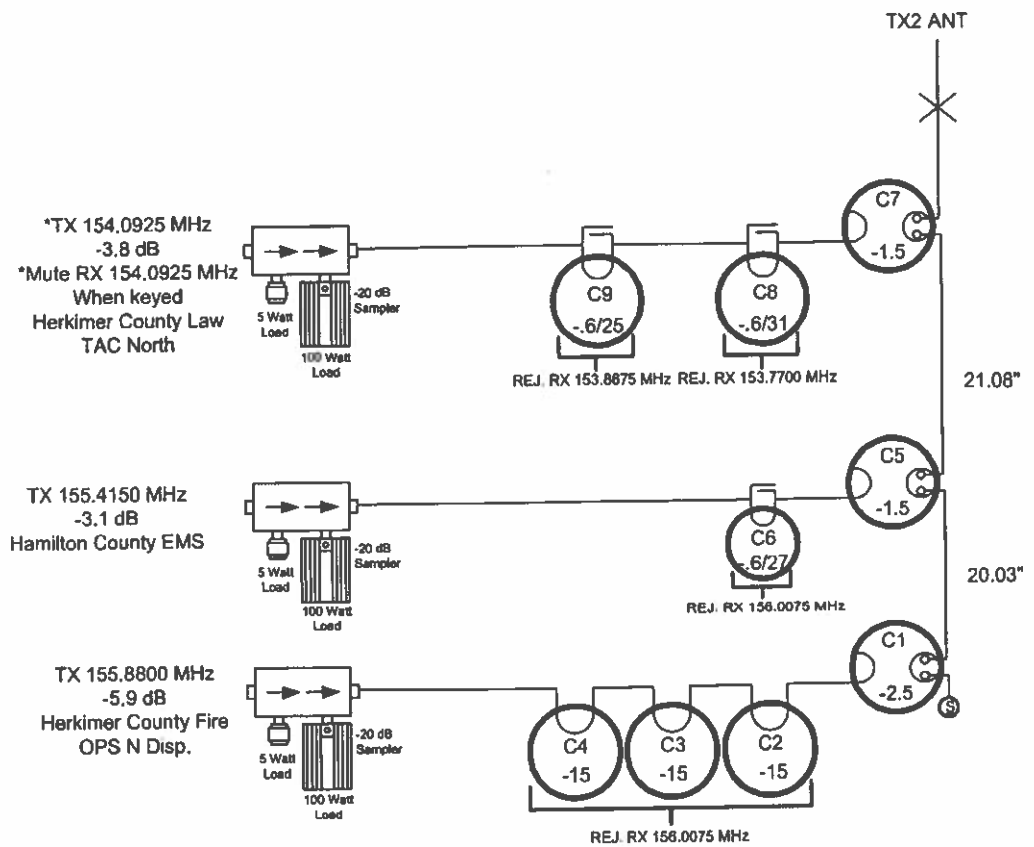 TX2 ANT
*TX 154.0925 MHz
-3.8 dB
*Mute RX 154.0925 MHz
When keyed
Herkimer County Law
TAC North
5 Watt
Load
-20 dB
Sampler
100 Watt
Load
C9
-.6/25
C8
-.6/31
C7
-1.5
REJ. RX 153.8675 MHz
REJ. RX 153.7700 MHz
21.08"
TX 155.4150 MHz
-3.1 dB
Hamilton County EMS
5 Watt
Load
-20 dB
Sampler
100 Watt
Load
C6
-.6/27
C5
-1.5
REJ. RX 156.0075 MHz
20.03"
TX 155.8800 MHz
-5.9 dB
Herkimer County Fire
OPS N Disp.
5 Watt
Load
-20 dB
Sampler
100 Watt
Load
C4
-15
C3
-15
C2
-15
C1
-2.5
S
REJ. RX 156.0075 MHz